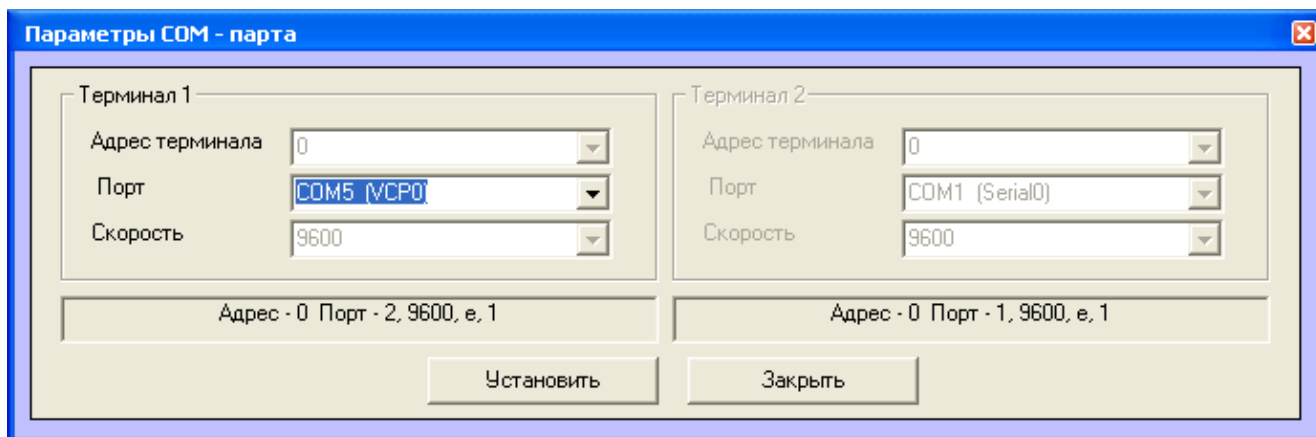 Параметры COM - парта
Терминал 1
Адрес терминала 0
Порт COM5 (VCP0)
Скорость 9600
Адрес - 0 Порт - 2, 9600, e, 1
Терминал 2
Адрес терминала 0
Порт COM1 (Serial0)
Скорость 9600
Адрес - 0 Порт - 1, 9600, e, 1
Установить
Закрыть